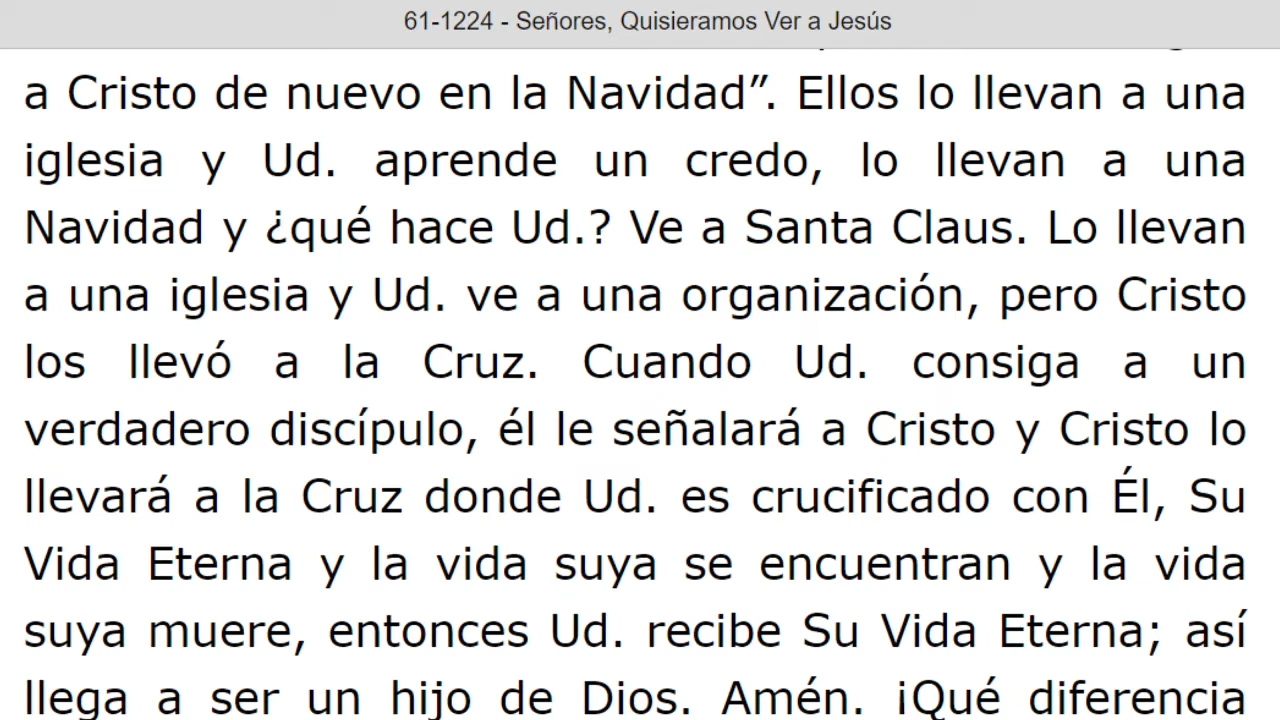 61-1224 - Señores, Quisieramos Ver a Jesús
a Cristo de nuevo en la Navidad”. Ellos lo llevan a una
iglesia y Ud. aprende un credo, lo llevan a una
Navidad y ¿qué hace Ud.? Ve a Santa Claus. Lo llevan
a una iglesia y Ud. ve a una organización, pero Cristo
los llevó a la Cruz. Cuando Ud. consiga a un
verdadero discípulo, él le señalará a Cristo y Cristo lo
llevará a la Cruz donde Ud. es crucificado con Él, Su
Vida Eterna y la vida suya se encuentran y la vida
suya muere, entonces Ud. recibe Su Vida Eterna; así
llega a ser un hijo de Dios. Amén. ¡Qué diferencia